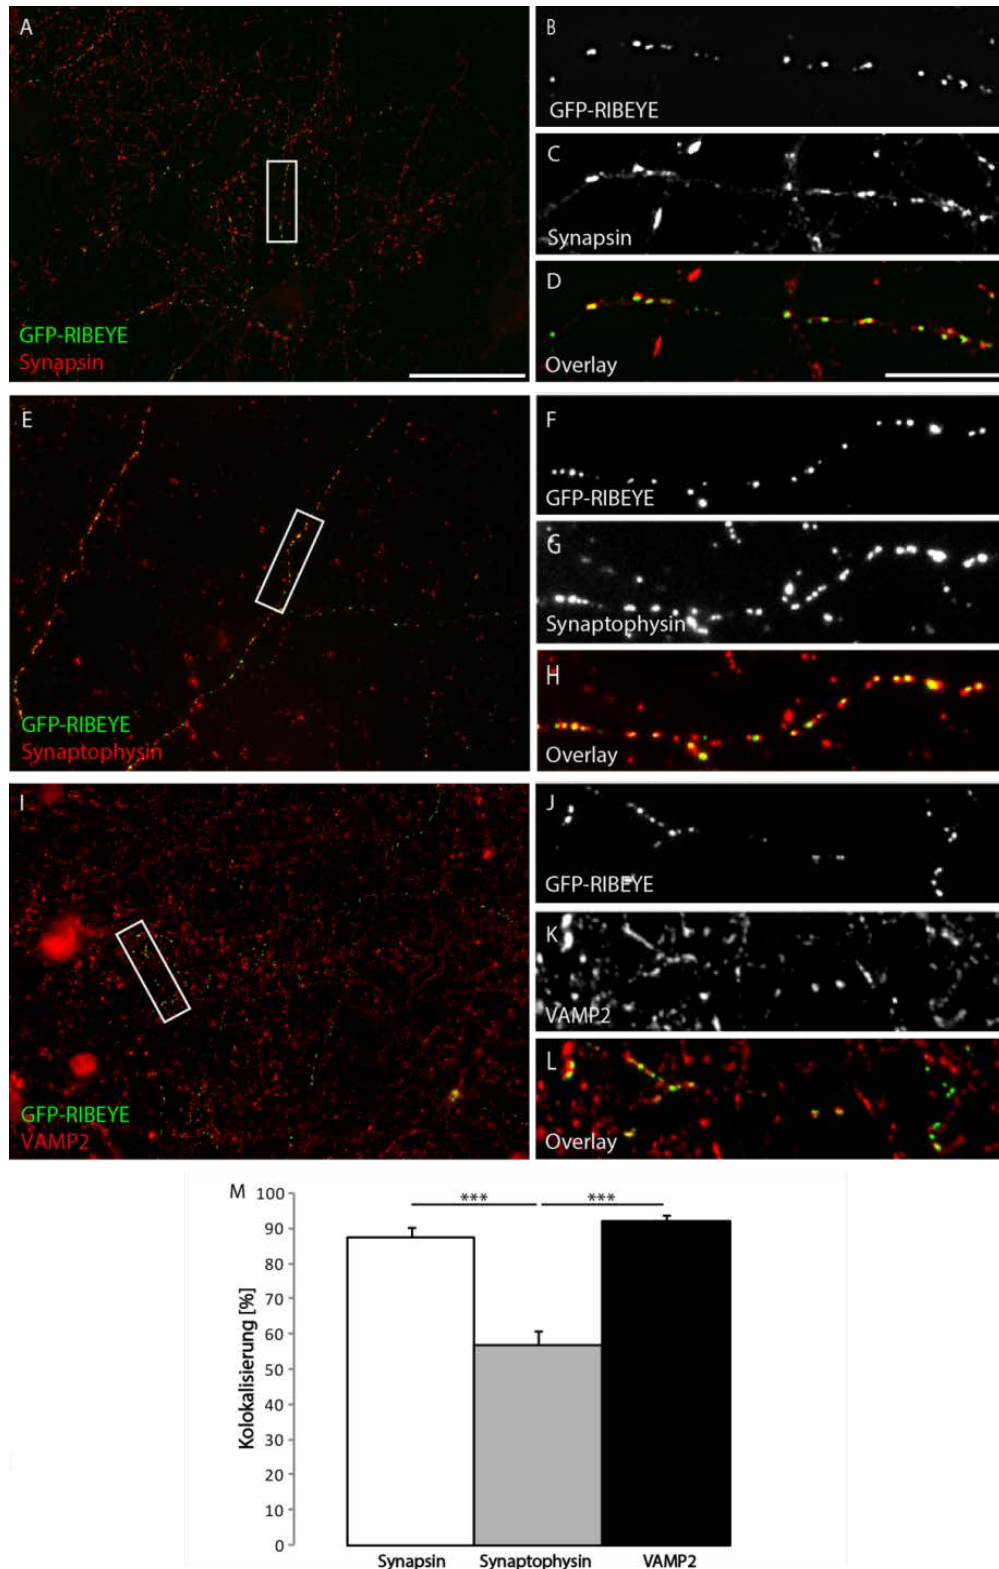 A
GFP-RIBEYE
Synapsin
B
GFP-RIBEYE
C
Synapsin
D
Overlay
E
GFP-RIBEYE
Synaptophysin
F
GFP-RIBEYE
G
Synaptophysin
H
Overlay
I
GFP-RIBEYE
VAMP2
J
GFP-RIBEYE
K
VAMP2
L
Overlay
M
*** ***
Kolokalisierung [%]
100
90
80
70
60
50
40
30
20
10
0
Synapsin Synaptophysin VAMP2